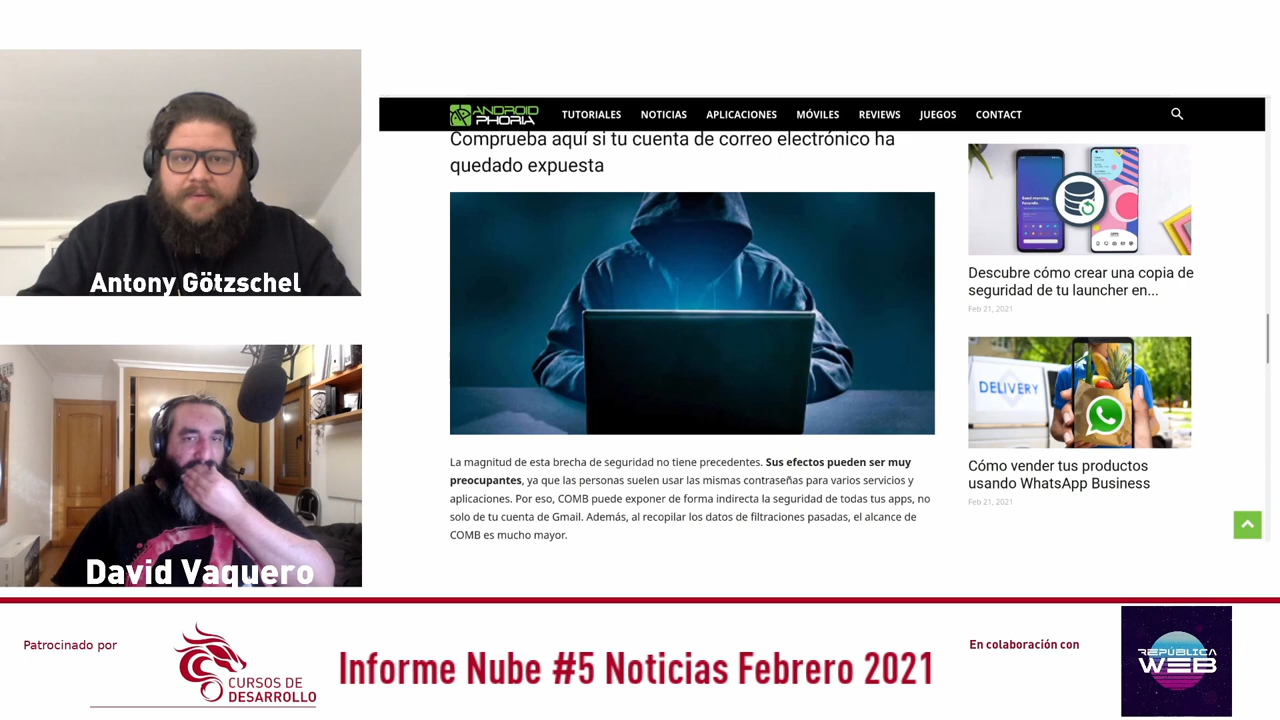 Antony Götzschel
David Vaquero
ANDROID
PHORIA
TUTORIALES NOTICIAS APLICACIONES MÓVILES REVIEWS JUEGOS CONTACT
Comprueba aquí si tu cuenta de correo electrónico ha
quedado expuesta
La magnitud de esta brecha de seguridad no tiene precedentes. Sus efectos pueden ser muy
preocupantes, ya que las personas suelen usar las mismas contraseñas para varios servicios y
aplicaciones. Por eso, COMB puede exponer de forma indirecta la seguridad de todas tus apps, no
solo de tu cuenta de Gmail. Además, al recopilar los datos de filtraciones pasadas, el alcance de
COMB es mucho mayor.
Descubre cómo crear una copia de
seguridad de tu launcher en...
Feb 21, 2021
DELIVERY
Cómo vender tus productos
usando WhatsApp Business
Feb 21, 2021
Patrocinado por
CURSOS DE
DESARROLLO
Informe Nube #5 Noticias Febrero 2021
En colaboración con
REPÚBLICA
WEB